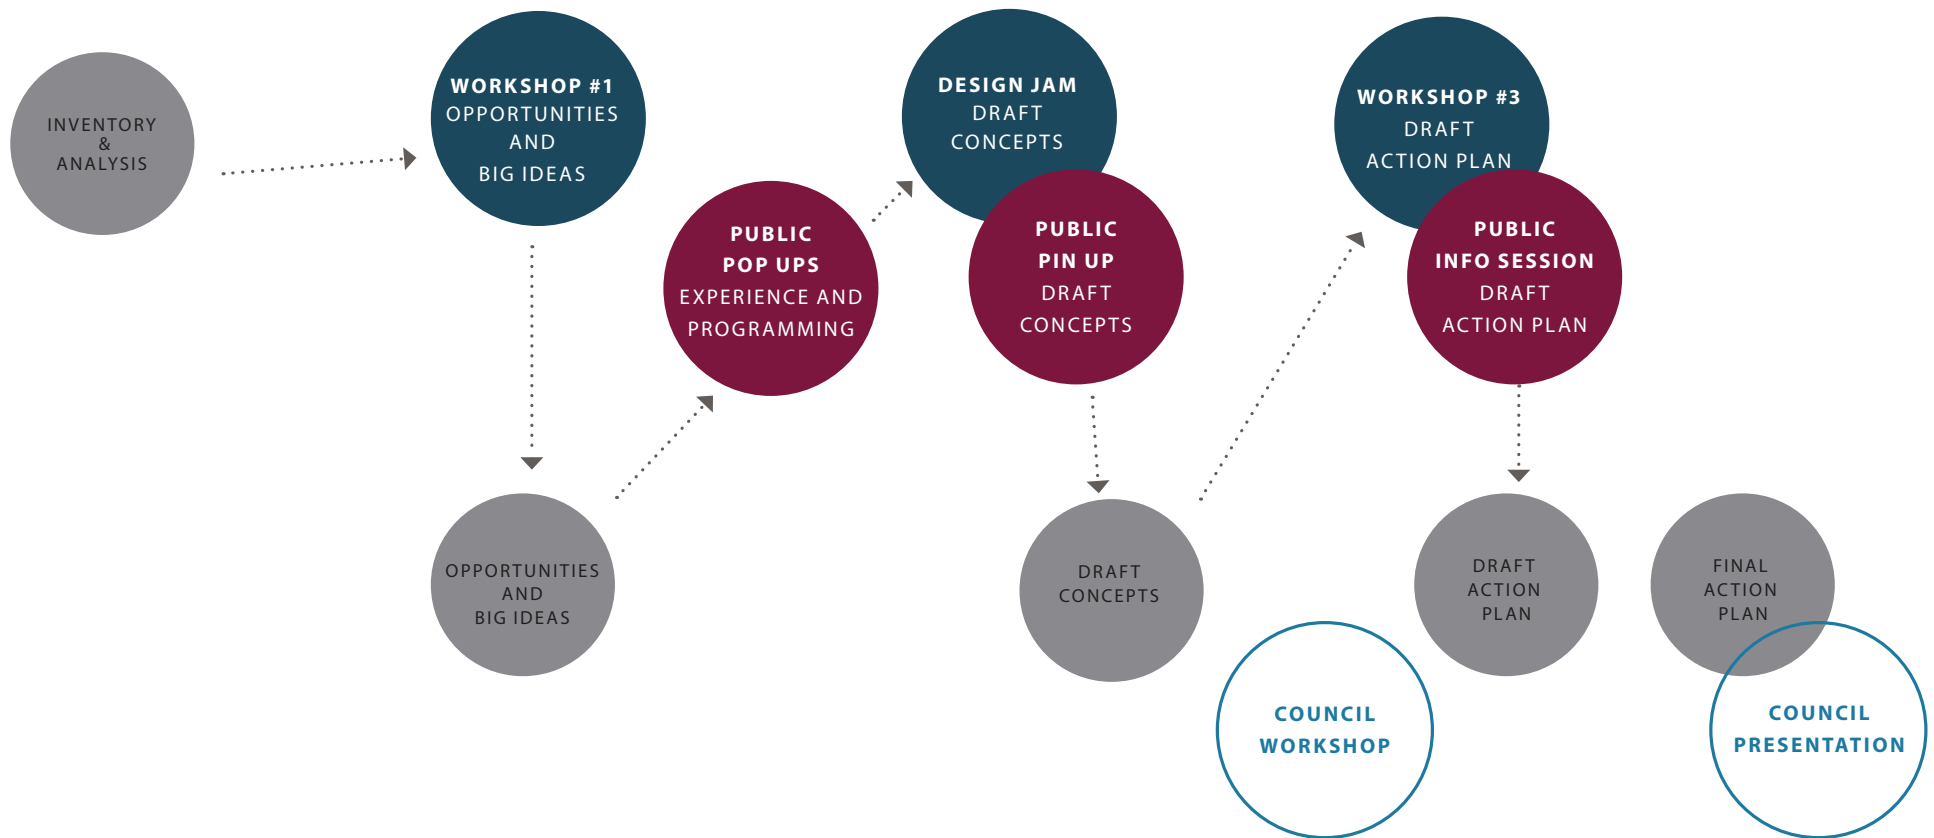 INVENTORY
&
ANALYSIS
WORKSHOP #1
OPPORTUNITIES
AND
BIG IDEAS
OPPORTUNITIES
AND
BIG IDEAS
PUBLIC
POP UPS
EXPERIENCE AND
PROGRAMMING
DESIGN JAM
DRAFT
CONCEPTS
PUBLIC
PIN UP
DRAFT
CONCEPTS
DRAFT
CONCEPTS
COUNCIL
WORKSHOP
WORKSHOP #3
DRAFT
ACTION PLAN
PUBLIC
INFO SESSION
DRAFT
ACTION PLAN
DRAFT
ACTION
PLAN
FINAL
ACTION
PLAN
COUNCIL
PRESENTATION